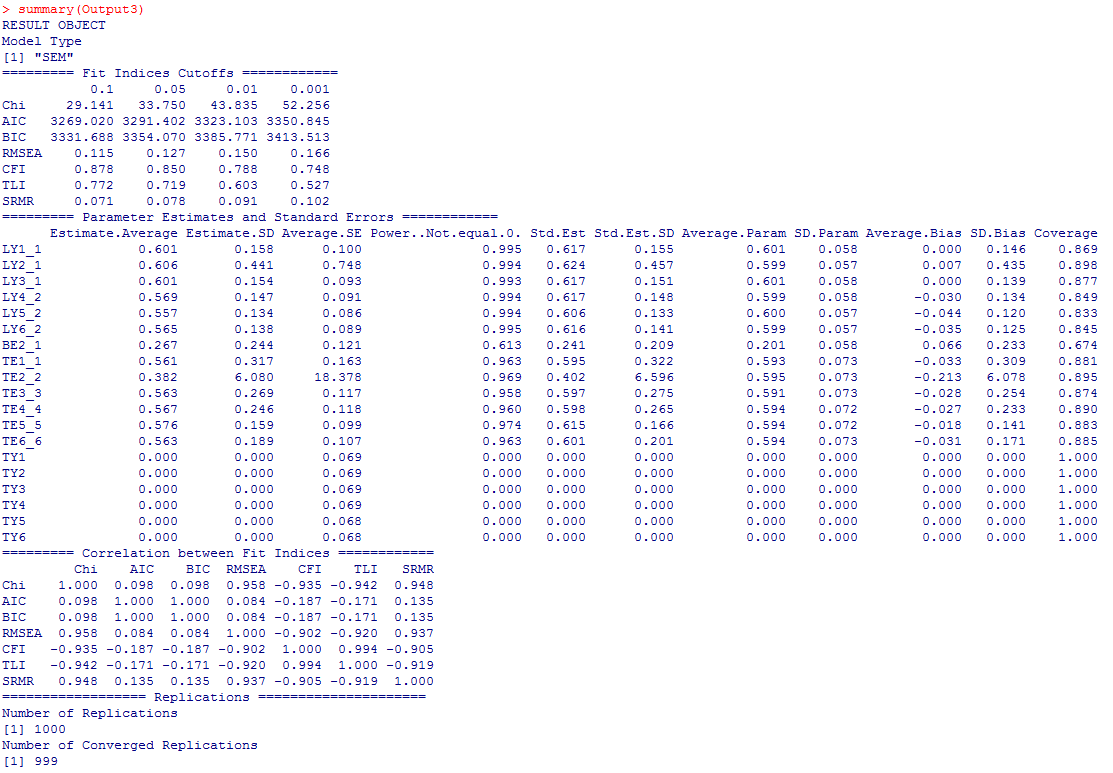 > summary(Output3)
RESULT OBJECT
Model Type
[1] "SEM"
========= Fit Indices Cutoffs ============
           0.1     0.05     0.01    0.001
Chi     29.141   33.750   43.835   52.256
AIC   3269.020 3291.402 3323.103 3350.845
BIC   3331.688 3354.070 3385.771 3413.513
RMSEA    0.115    0.127    0.150    0.166
CFI      0.878    0.850    0.788    0.748
TLI      0.772    0.719    0.603    0.527
SRMR     0.071    0.078    0.091    0.102
========= Parameter Estimates and Standard Errors ============
      Estimate.Average Estimate.SD Average.SE Power..Not.equal.0. Std.Est Std.Est.SD Average.Param SD.Param Average.Bias SD.Bias Coverage
LY1_1            0.601       0.158      0.100               0.995   0.617      0.155         0.601    0.058        0.000   0.146    0.869
LY2_1            0.606       0.441      0.748               0.994   0.624      0.457         0.599    0.057        0.007   0.435    0.898
LY3_1            0.601       0.154      0.093               0.993   0.617      0.151         0.601    0.058        0.000   0.139    0.877
LY4_2            0.569       0.147      0.091               0.994   0.617      0.148         0.599    0.058       -0.030   0.134    0.849
LY5_2            0.557       0.134      0.086               0.994   0.606      0.133         0.600    0.057       -0.044   0.120    0.833
LY6_2            0.565       0.138      0.089               0.995   0.616      0.141         0.599    0.057       -0.035   0.125    0.845
BE2_1            0.267       0.244      0.121               0.613   0.241      0.209         0.201    0.058        0.066   0.233    0.674
TE1_1            0.561       0.317      0.163               0.963   0.595      0.322         0.593    0.073       -0.033   0.309    0.881
TE2_2            0.382       6.080     18.378               0.969   0.402      6.596         0.595    0.073       -0.213   6.078    0.895
TE3_3            0.563       0.269      0.117               0.958   0.597      0.275         0.591    0.073       -0.028   0.254    0.874
TE4_4            0.567       0.246      0.118               0.960   0.598      0.265         0.594    0.072       -0.027   0.233    0.890
TE5_5            0.576       0.159      0.099               0.974   0.615      0.166         0.594    0.072       -0.018   0.141    0.883
TE6_6            0.563       0.189      0.107               0.963   0.601      0.201         0.594    0.073       -0.031   0.171    0.885
TY1              0.000       0.000      0.069               0.000   0.000      0.000         0.000    0.000        0.000   0.000    1.000
TY2              0.000       0.000      0.069               0.000   0.000      0.000         0.000    0.000        0.000   0.000    1.000
TY3              0.000       0.000      0.069               0.000   0.000      0.000         0.000    0.000        0.000   0.000    1.000
TY4              0.000       0.000      0.069               0.000   0.000      0.000         0.000    0.000        0.000   0.000    1.000
TY5              0.000       0.000      0.068               0.000   0.000      0.000         0.000    0.000        0.000   0.000    1.000
TY6              0.000       0.000      0.068               0.000   0.000      0.000         0.000    0.000        0.000   0.000    1.000
========= Correlation between Fit Indices ============
         Chi    AIC    BIC  RMSEA    CFI    TLI   SRMR
Chi    1.000  0.098  0.098  0.958 -0.935 -0.942  0.948
AIC    0.098  1.000  1.000  0.084 -0.187 -0.171  0.135
BIC    0.098  1.000  1.000  0.084 -0.187 -0.171  0.135
RMSEA  0.958  0.084  0.084  1.000 -0.902 -0.920  0.937
CFI   -0.935 -0.187 -0.187 -0.902  1.000  0.994 -0.905
TLI   -0.942 -0.171 -0.171 -0.920  0.994  1.000 -0.919
SRMR   0.948  0.135  0.135  0.937 -0.905 -0.919  1.000
================== Replications =====================
Number of Replications
[1] 1000
Number of Converged Replications
[1] 999